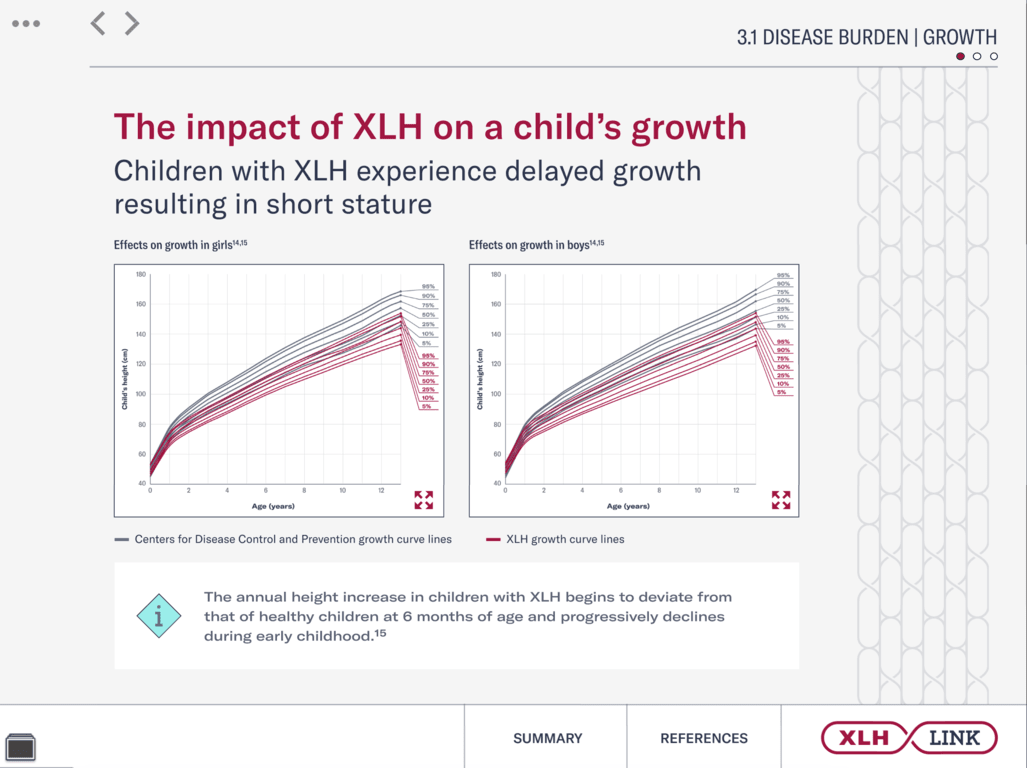 3.1 DISEASE BURDEN | GROWTH
The impact of XLH on a child's growth
Children with XLH experience delayed growth
resulting in short stature
Effects on growth in girls14,15
180
160
140
120
100
80
60
40
0 2 4 6 8 10 12
Child's height (cm)
Age (years)
95%
90%
75%
50%
25%
10%
5%
95%
90%
75%
50%
25%
10%
5%
Effects on growth in boys14,15
180
160
140
120
100
80
60
40
0 2 4 6 8 10 12
Child's height (cm)
Age (years)
95%
90%
75%
50%
25%
10%
5%
95%
90%
75%
50%
25%
10%
5%
Centers for Disease Control and Prevention growth curve lines
XLH growth curve lines
i
The annual height increase in children with XLH begins to deviate from
that of healthy children at 6 months of age and progressively declines
during early childhood.15
SUMMARY
REFERENCES
XLH LINK